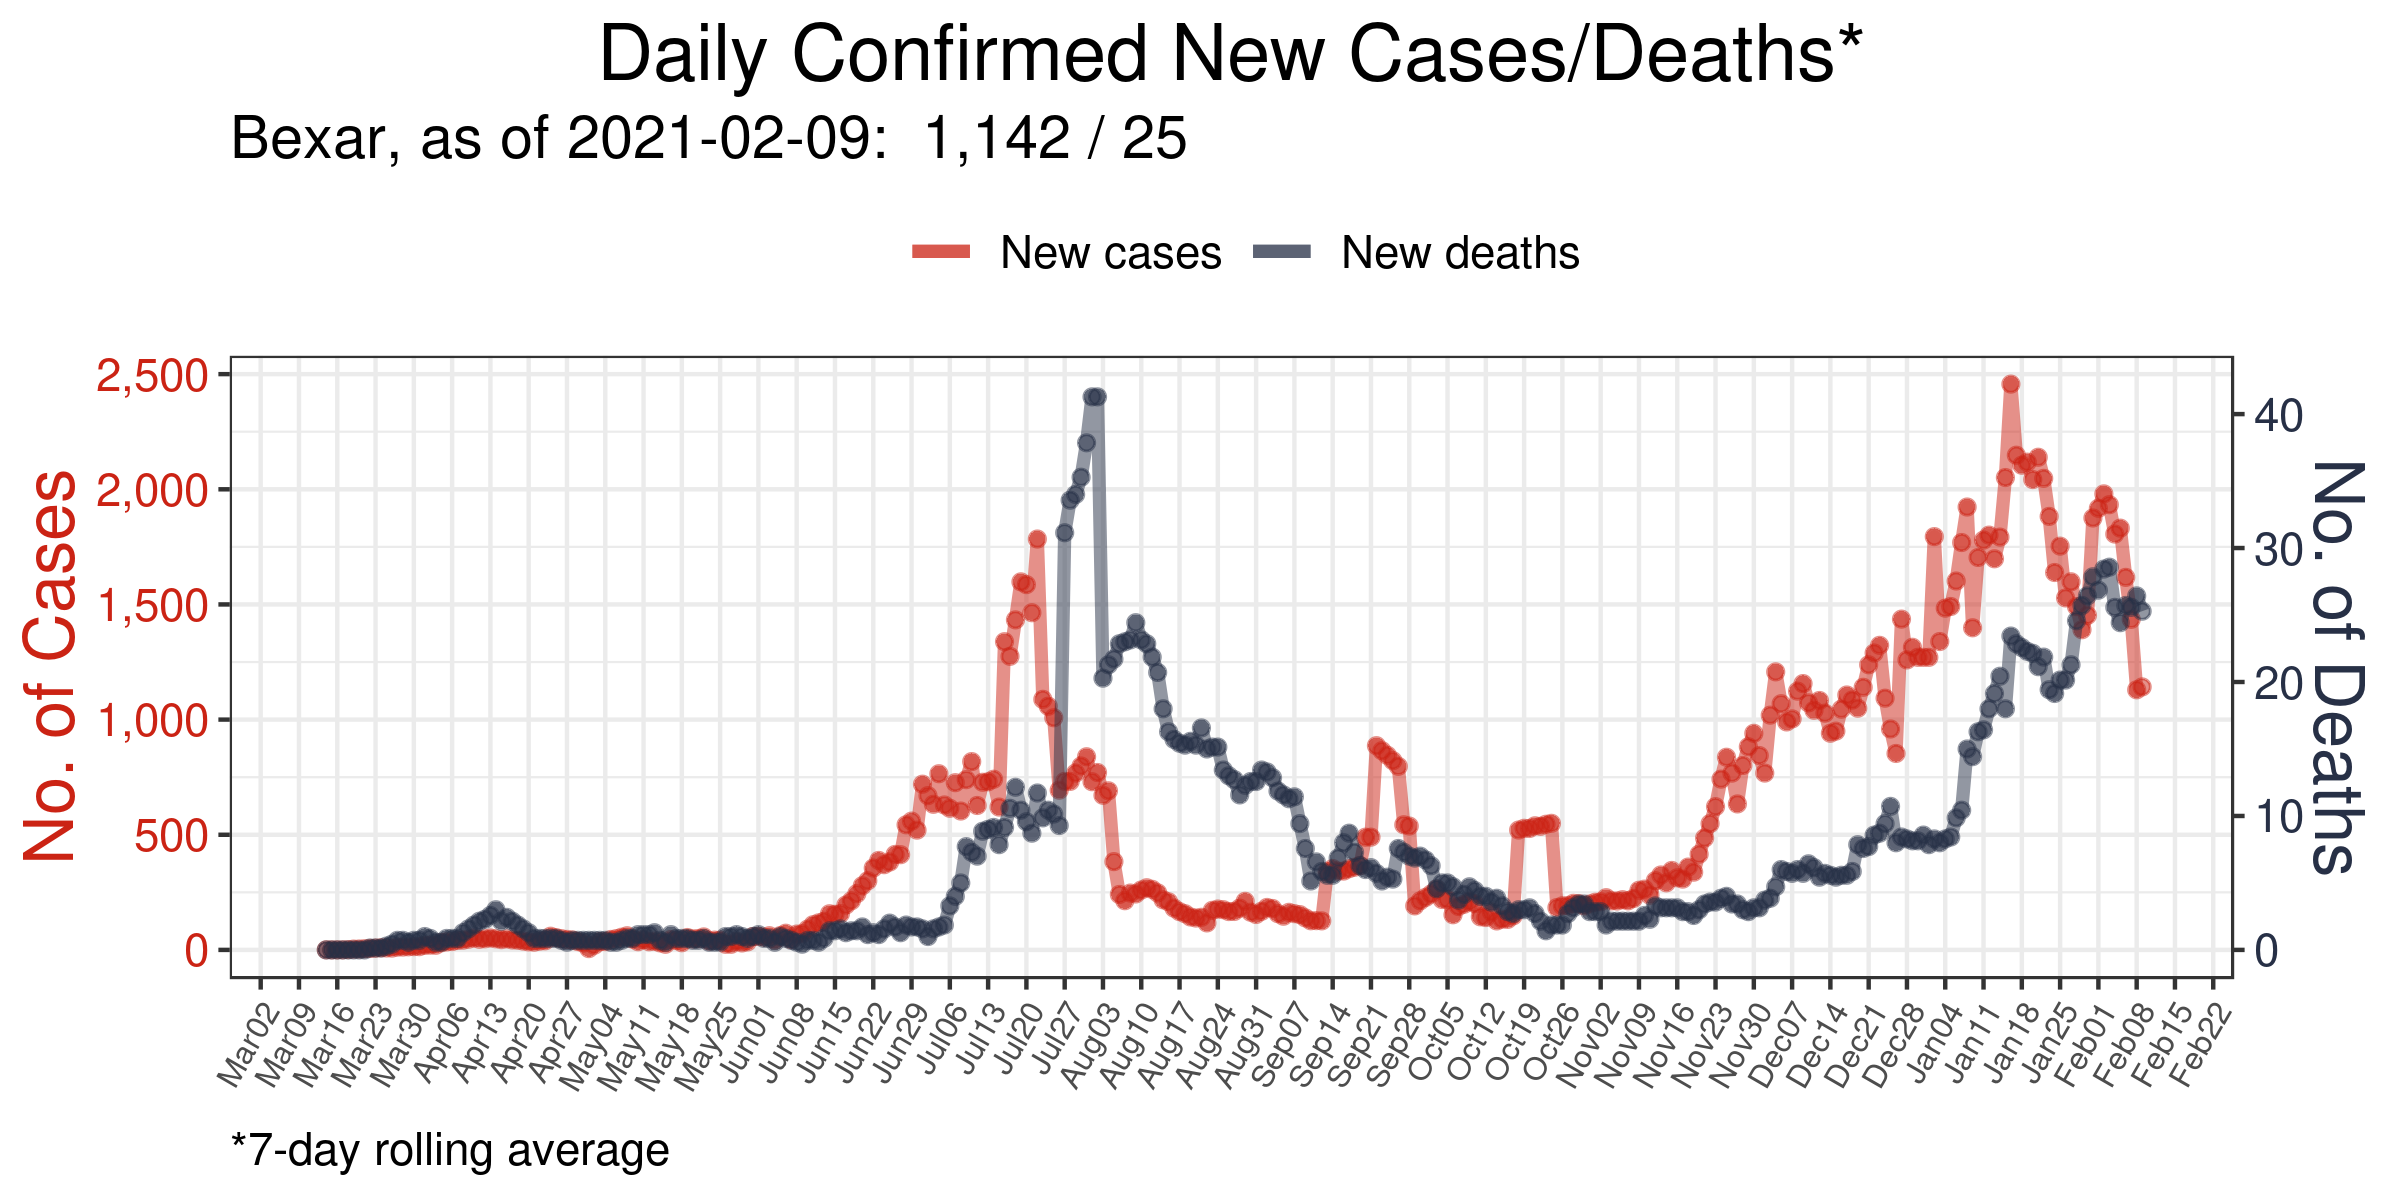 Daily Confirmed New Cases/Deaths*
Bexar, as of 2021-02-09:  1,142 / 25
New cases
New deaths
No. of Cases
2,500
2,000
1,500
1,000
500
0
40
30
20
10
0
No. of Deaths
Mar02
Mar09
Mar16
Mar23
Mar30
Apr06
Apr13
Apr20
Apr27
May04
May11
May18
May25
Jun01
Jun08
Jun15
Jun22
Jun29
Jul06
Jul13
Jul20
Jul27
Aug03
Aug10
Aug17
Aug24
Aug31
Sep07
Sep14
Sep21
Sep28
Oct05
Oct12
Oct19
Oct26
Nov02
Nov09
Nov16
Nov23
Nov30
Dec07
Dec14
Dec21
Dec28
Dec04
Jan11
Jan18
Jan25
Feb01
Feb08
Feb15
Feb22
*7-day rolling average